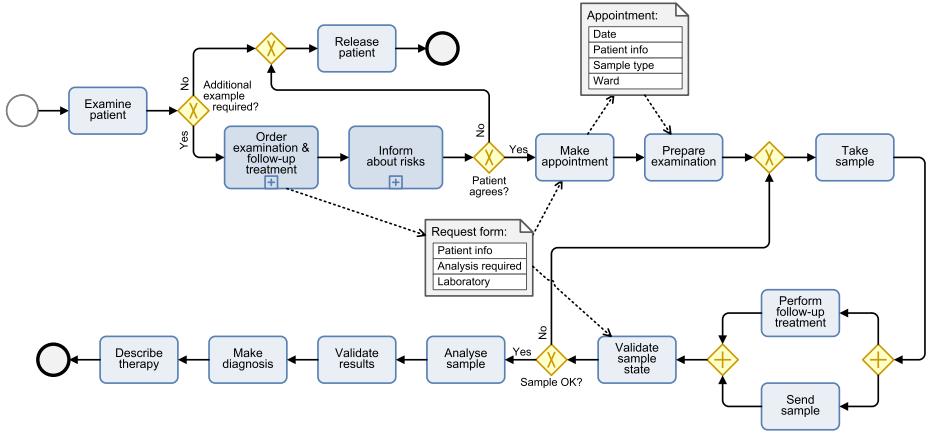 Appointment:
Date
Patient info
Sample type
Ward
Release
patient
No
Additional
example
required?
Examine
patient
Yes
Order
examination &
follow-up
treatment
Inform
about risks
No
Yes
Patient
agrees?
Make
appointment
Prepare
examination
Take
sample
Request form:
Patient info
Analysis required
Laboratory
Perform
follow-up
treatment
No
Describe
therapy
Make
diagnosis
Validate
results
Analyse
sample
Yes
Sample OK?
Validate
sample
state
Send
sample